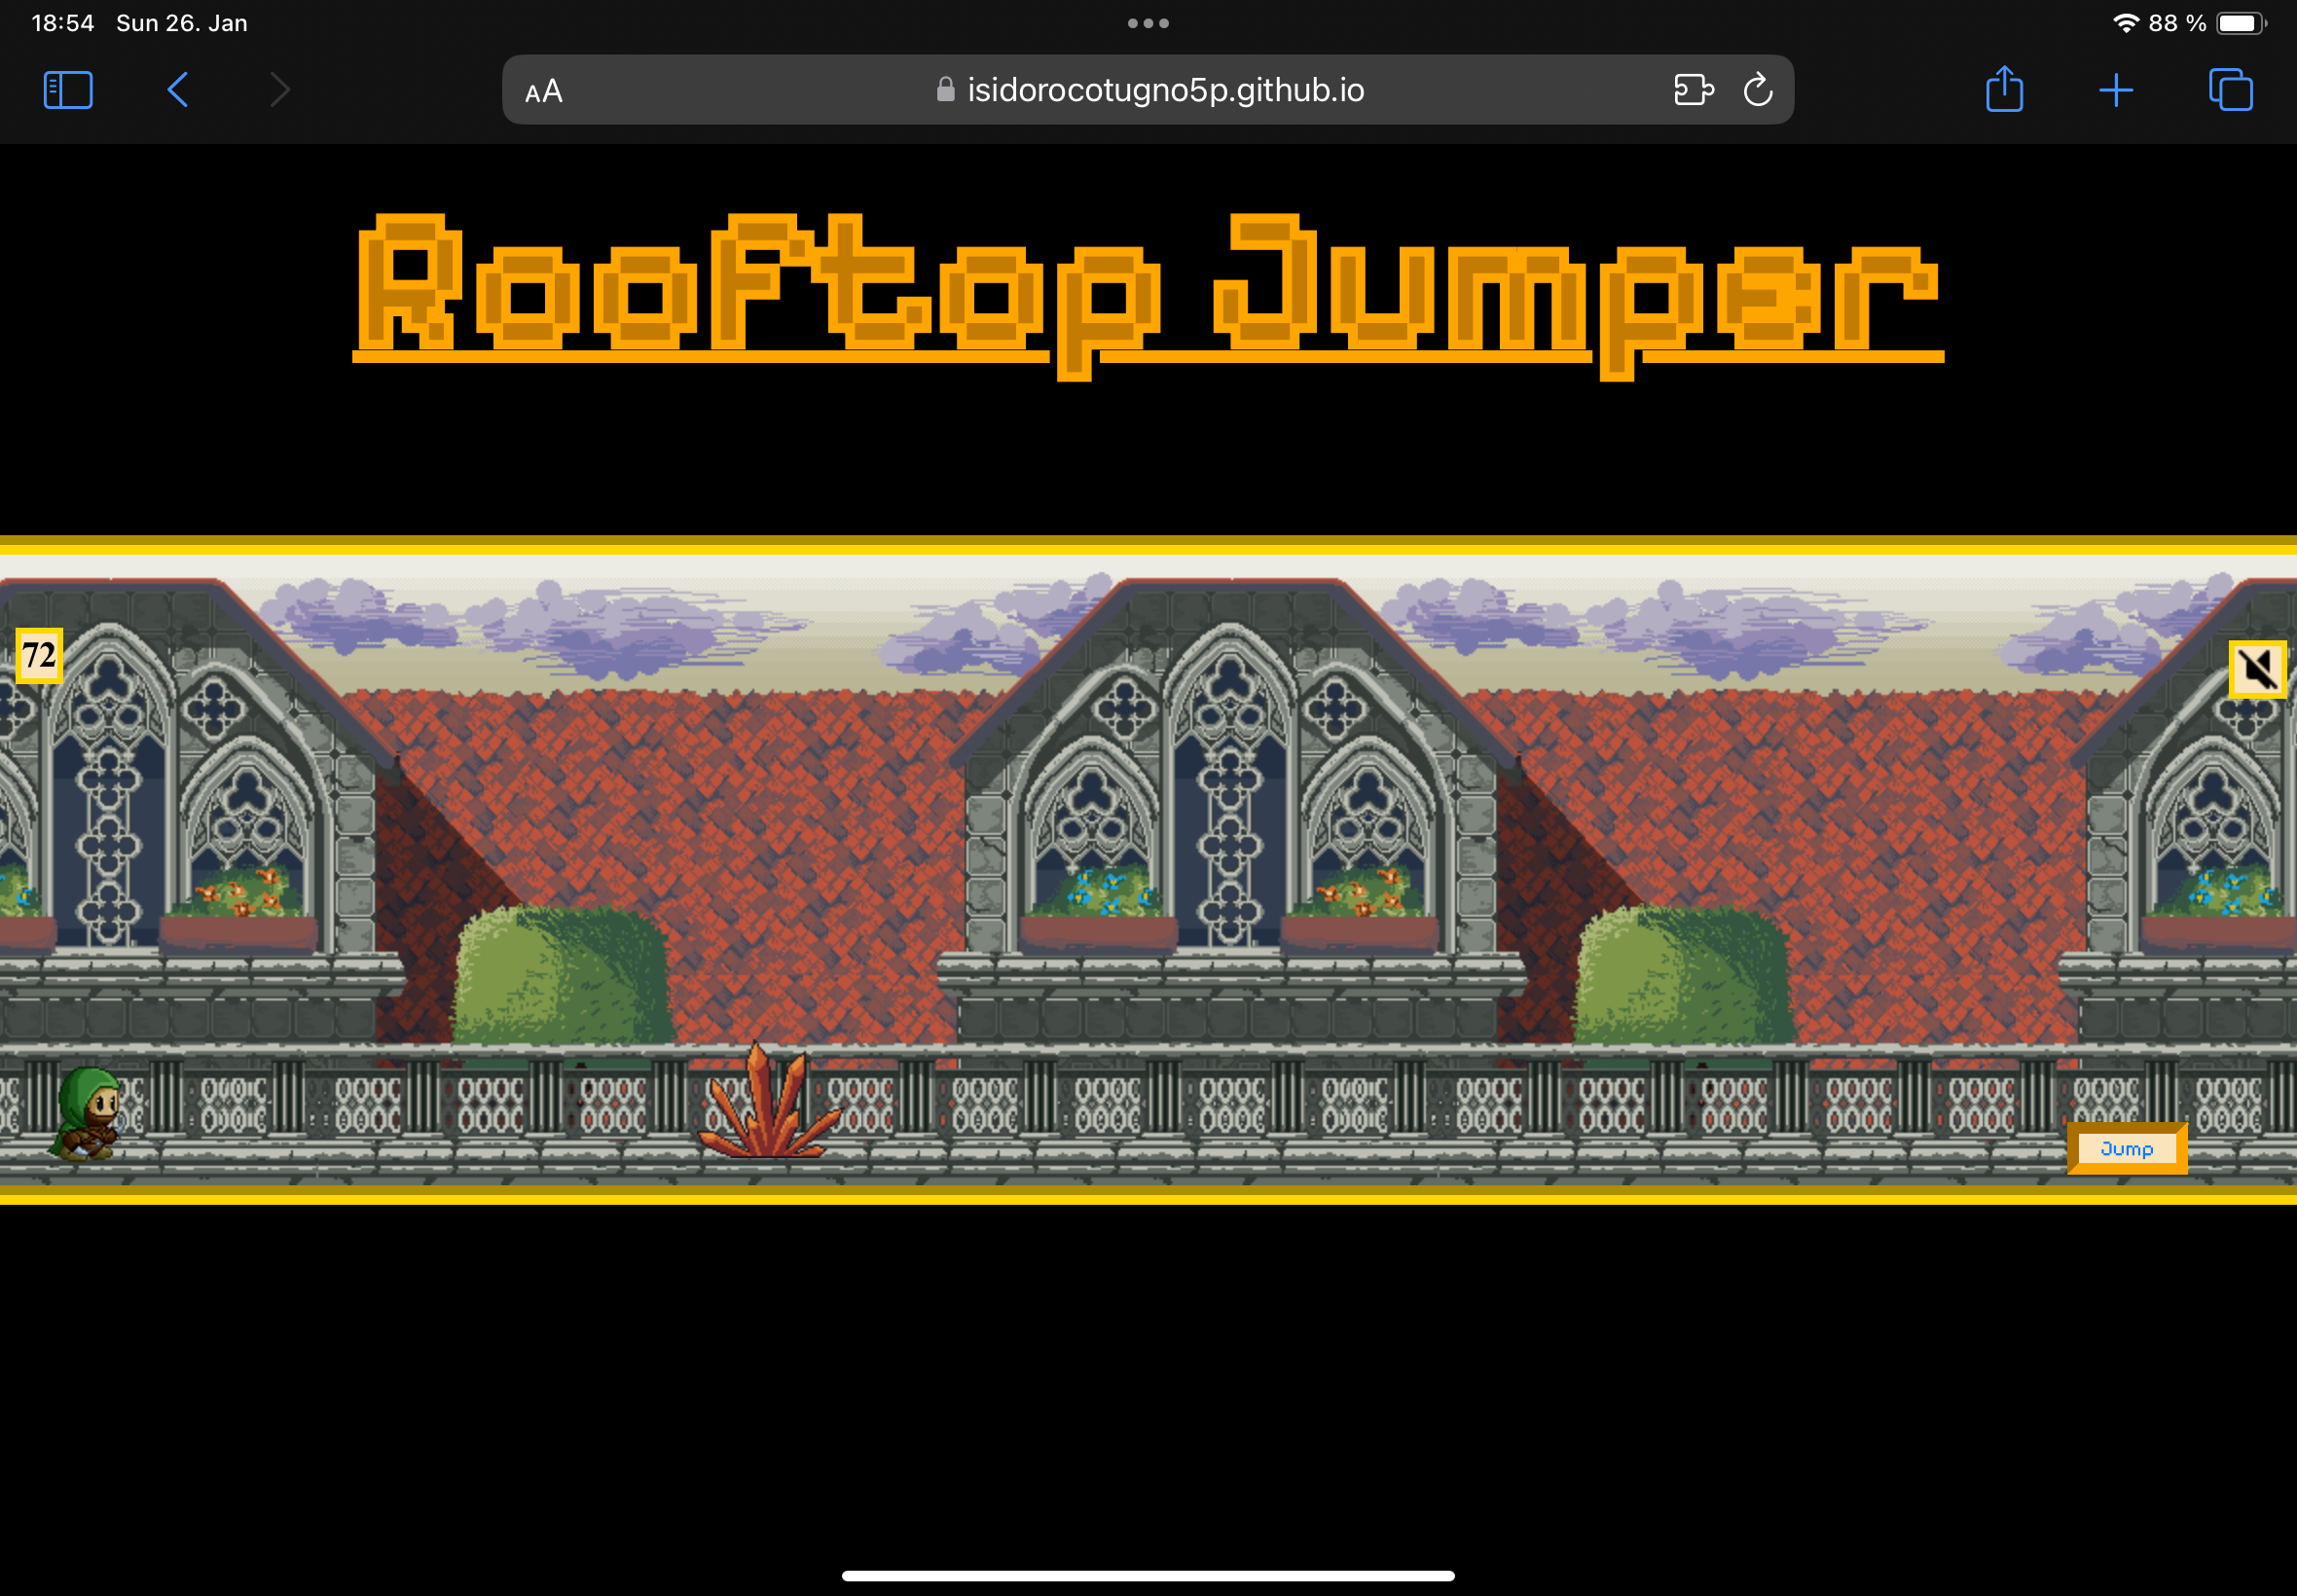 18:54 Sun 26. Jan
88 %
AA
isidorocotugno5p.github.io
Rooftop Jumper
72
Jump